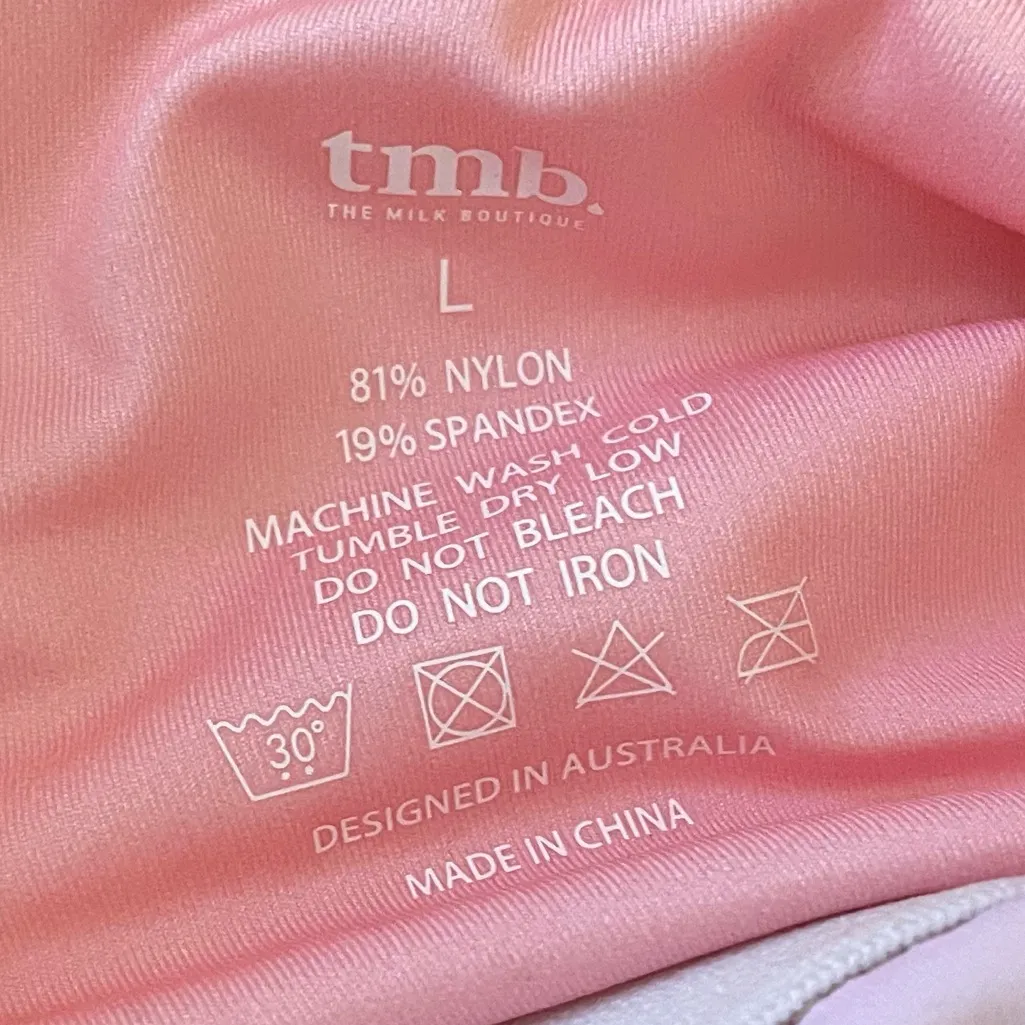 tmb.
THE MILK BOUTIQUE
L
81% NYLON
19% SPANDEX
MACHINE WASH COLD
TUMBLE DRY LOW
DO NOT BLEACH
DO NOT IRON
30°
DESIGNED IN AUSTRALIA
MADE IN CHINA